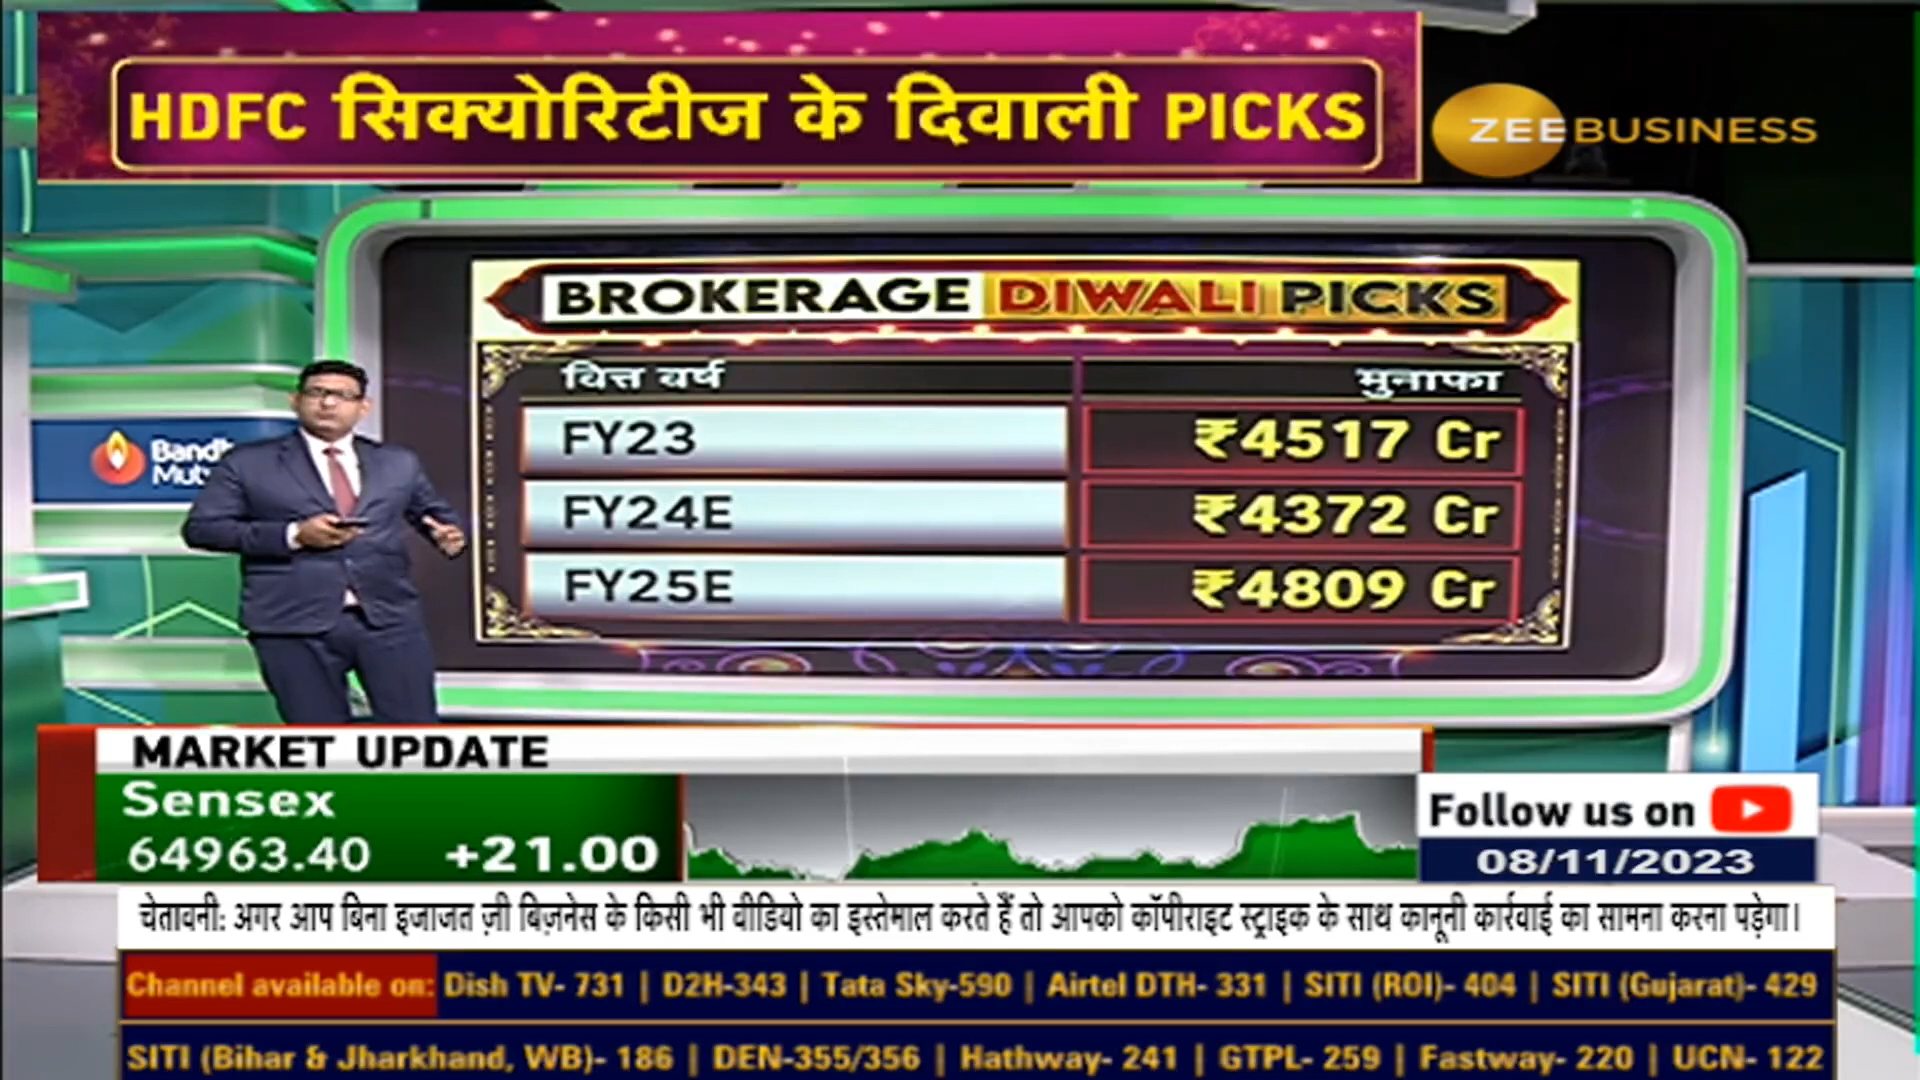 HDFC सिक्योरिटीज के दिवाली PICKS
ZEEBUSINESS
BROKERAGE DIWALI PICKS
वित्त वर्ष मुनाफा
FY23 ₹4517 Cr
FY24E ₹4372 Cr
FY25E ₹4809 Cr
MARKET UPDATE
Sensex
64963.40 +21.00
Follow us on
08/11/2023
चेतावनी: अगर आप बिना इजाजत ज़ी बिज़नेस के किसी भी वीडियो का इस्तेमाल करते हैं तो आपको कॉपीराइट स्ट्राइक के साथ कानूनी कार्रवाई का सामना करना पड़ेगा।
Channel available on: Dish TV- 731 | D2H-343 | Tata Sky-590 | Airtel DTH- 331 | SITI (ROI)- 404 | SITI (Gujarat)- 429
SITI (Bihar & Jharkhand, WB)- 186 | DEN-355/356 | Hathway- 241 | GTPL- 259 | Fastway- 220 | UCN- 122